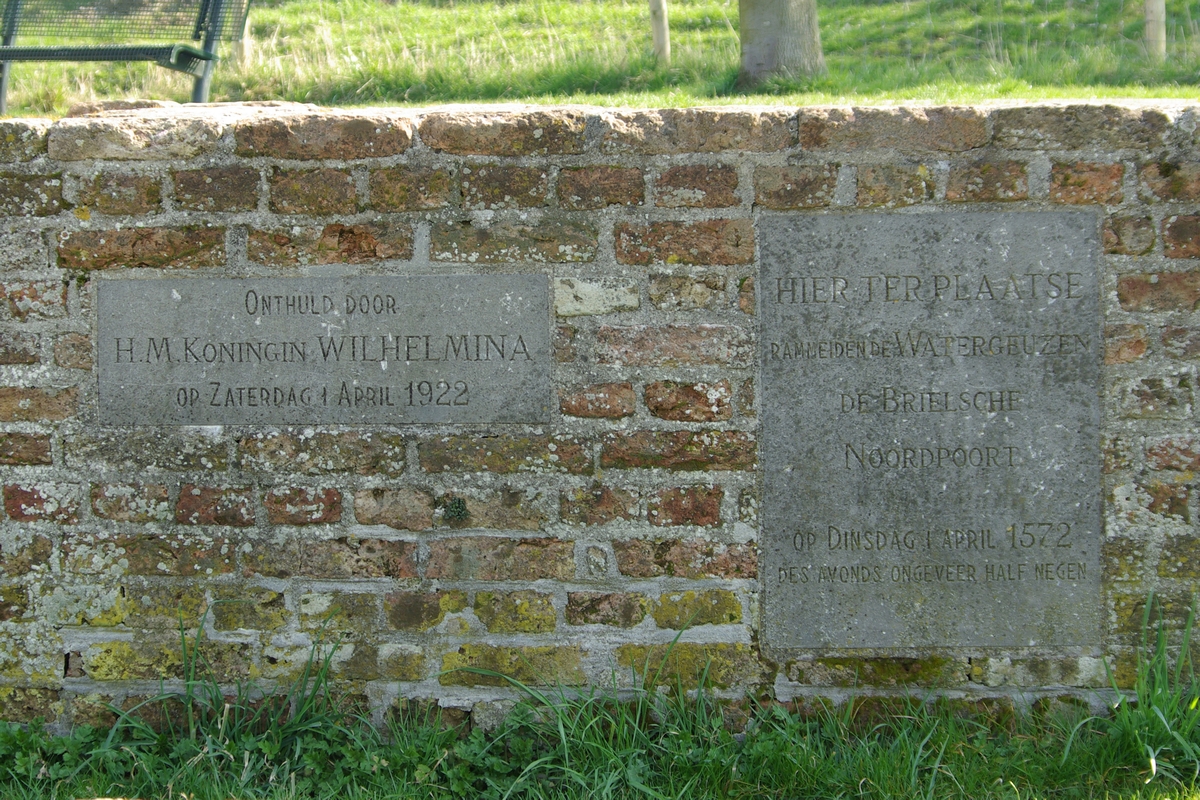 ONTHULD DOOR
H.M. KONINGIN WILHELMINA
OP ZATERDAG 1 APRIL 1922
HIER TER PLAATSE
RAMMEIDEN DE WATERGEUZEN
DE BRIELSCHE
NOORDPOORT
OP DINSDAG 1 APRIL 1572
DES AVONDS ONGEVEER HALF NEGEN